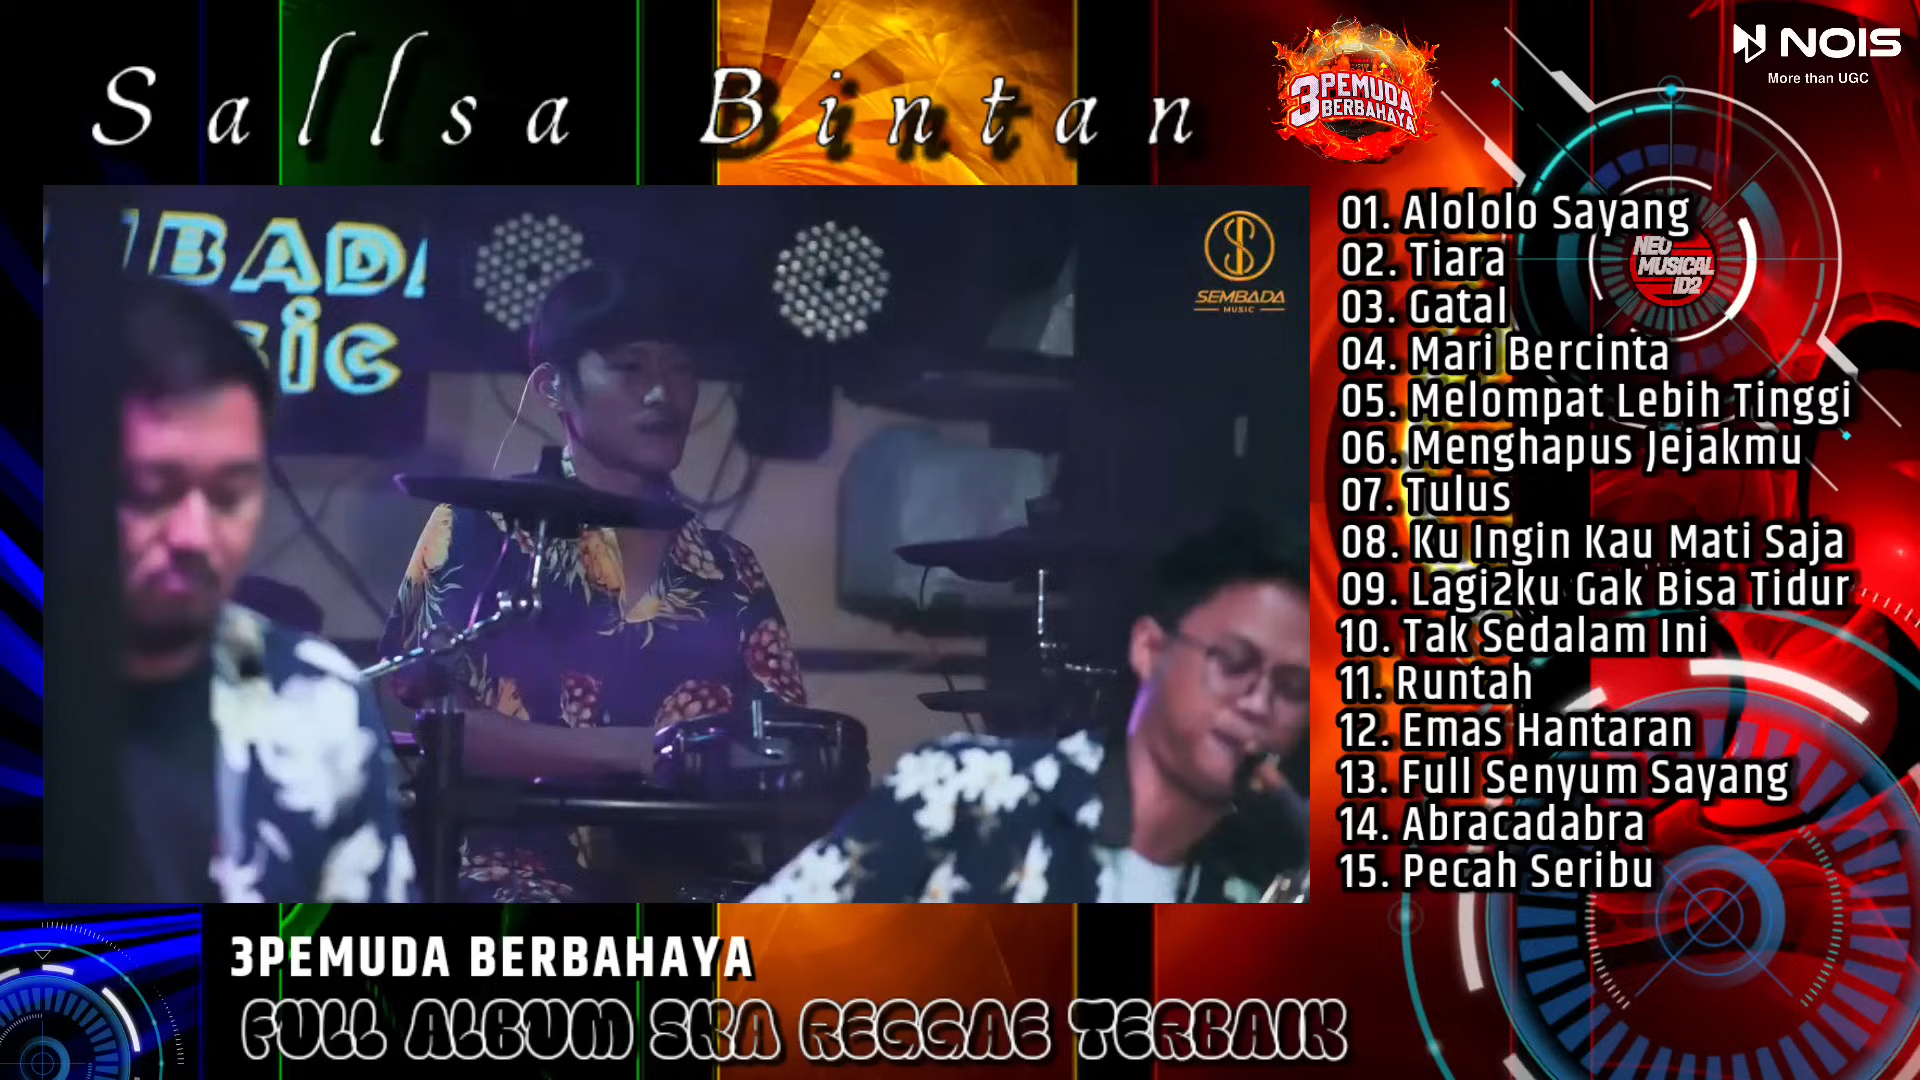 Sallsa Bintan
3PEMUDA
BERBAHAYA
NOIS
More than UGC
BADA
sic
SEMBADA
MUSIC
NEO
MUSICAL
ID2
01. Alololo Sayang
02. Tiara
03. Gatal
04. Mari Bercinta
05. Melompat Lebih Tinggi
06. Menghapus Jejakmu
07. Tulus
08. Ku Ingin Kau Mati Saja
09. Lagi2ku Gak Bisa Tidur
10. Tak Sedalam Ini
11. Runtah
12. Emas Hantaran
13. Full Senyum Sayang
14. Abracadabra
15. Pecah Seribu
3PEMUDA BERBAHAYA
FULL ALBUM SKA REGGAE TERBAIK